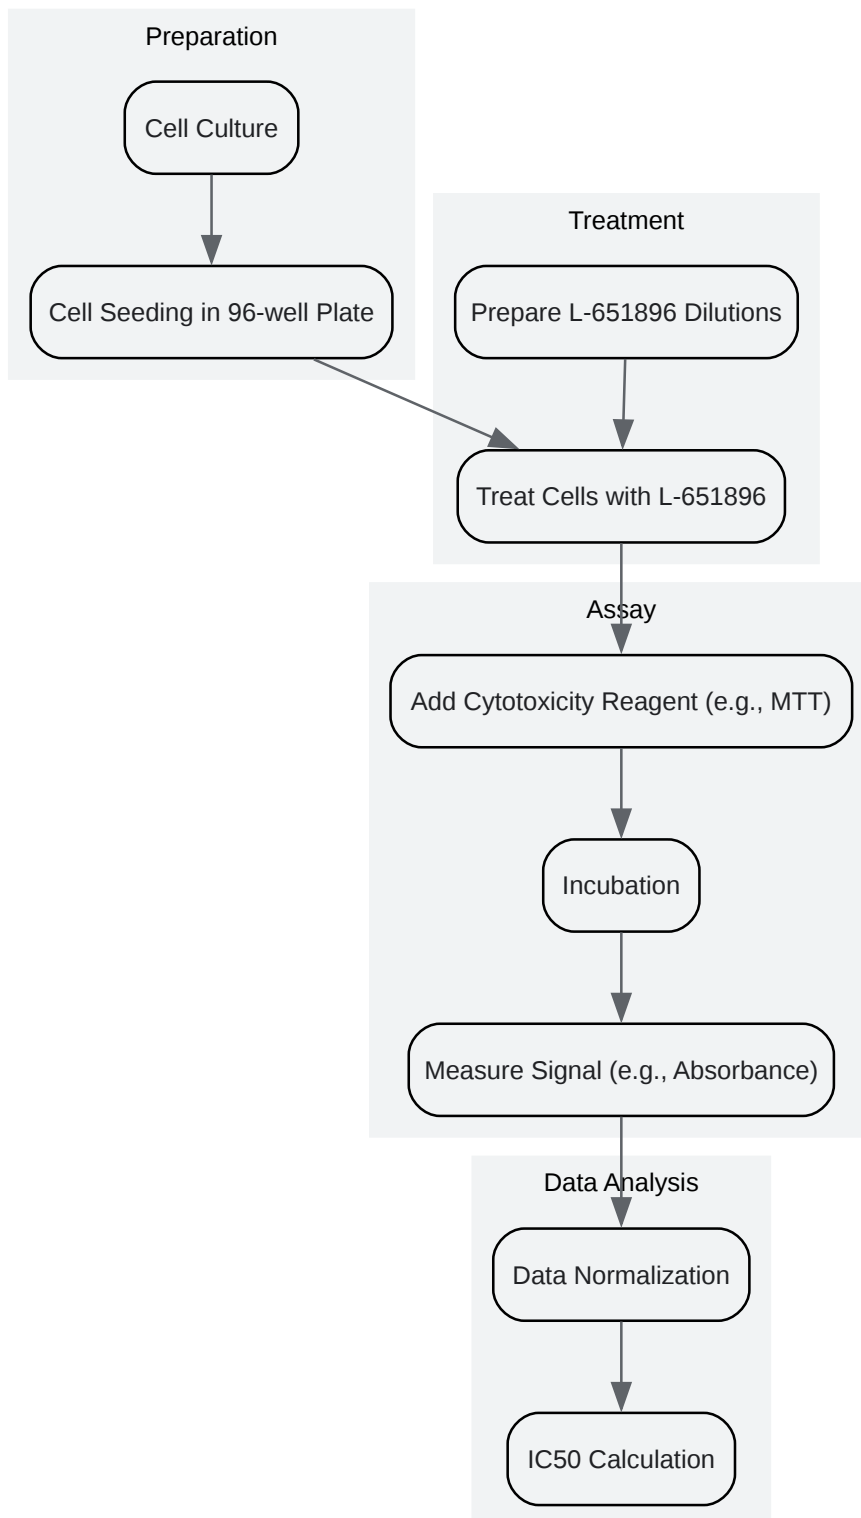 Preparation
Cell Culture
Cell Seeding in 96-well Plate
Treatment
Prepare L-651896 Dilutions
Treat Cells with L-651896
Assay
Add Cytotoxicity Reagent (e.g., MTT)
Incubation
Measure Signal (e.g., Absorbance)
Data Analysis
Data Normalization
IC50 Calculation